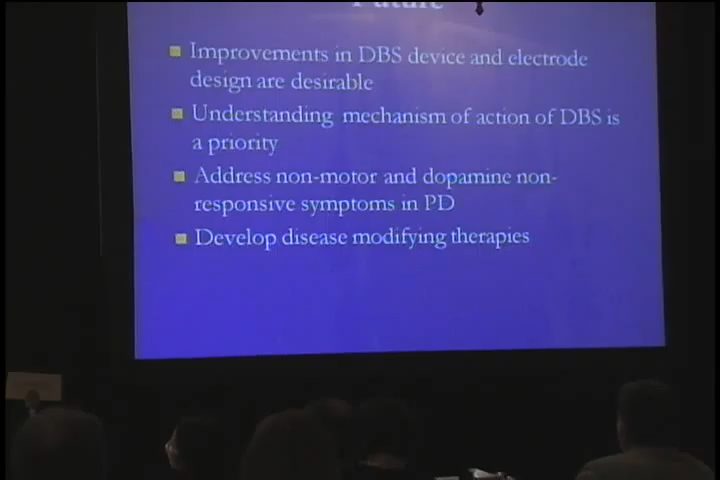 Future
Improvements in DBS device and electrode
design are desirable
Understanding mechanism of action of DBS is
a priority
Address non-motor and dopamine non-
responsive symptoms in PD
Develop disease modifying therapies